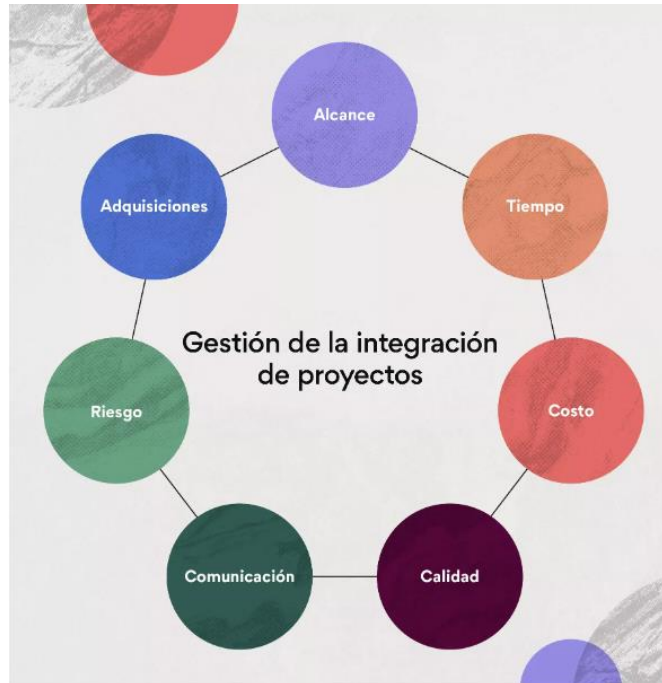 Alcance
Adquisiciones
Tiempo
Gestión de la integración
de proyectos
Riesgo
Costo
Comunicación
Calidad